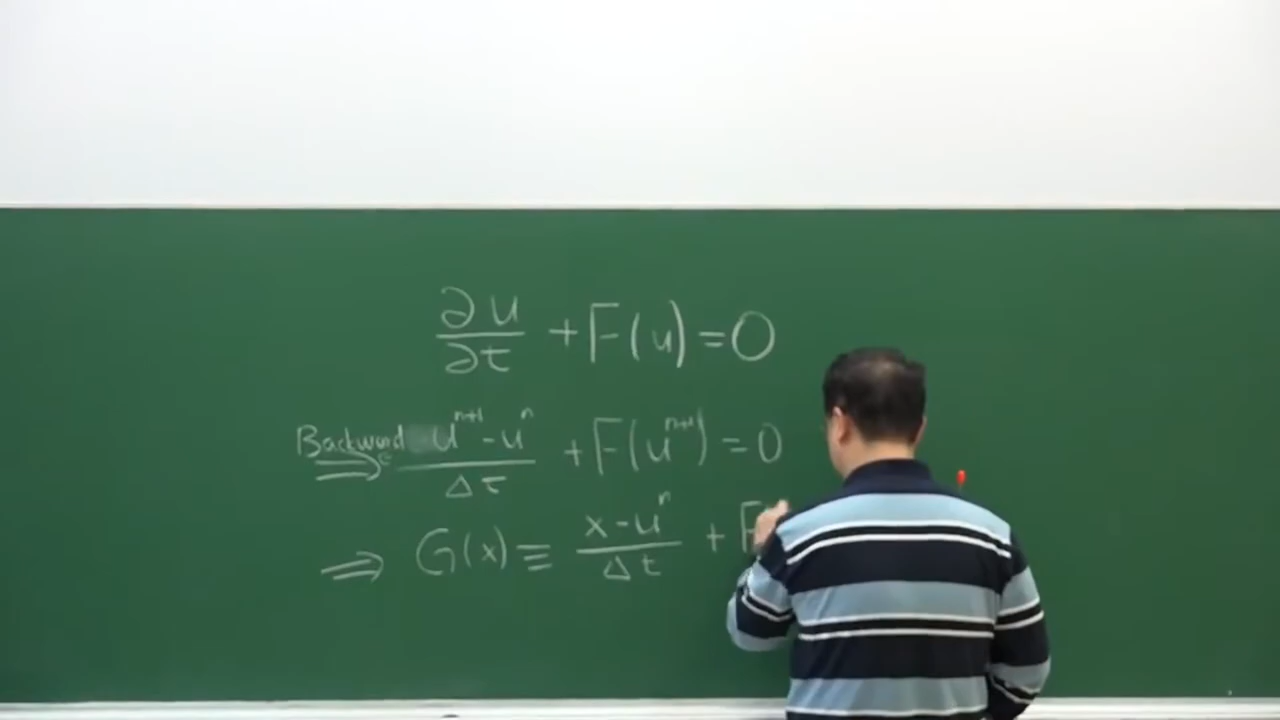 ∂u/∂t + F(u) = 0
Backward ⇒ (u^{n+1} - u^n)/Δt + F(u^{n+1}) = 0
⇒ G(x) ≡ (x - u^n)/Δt + F